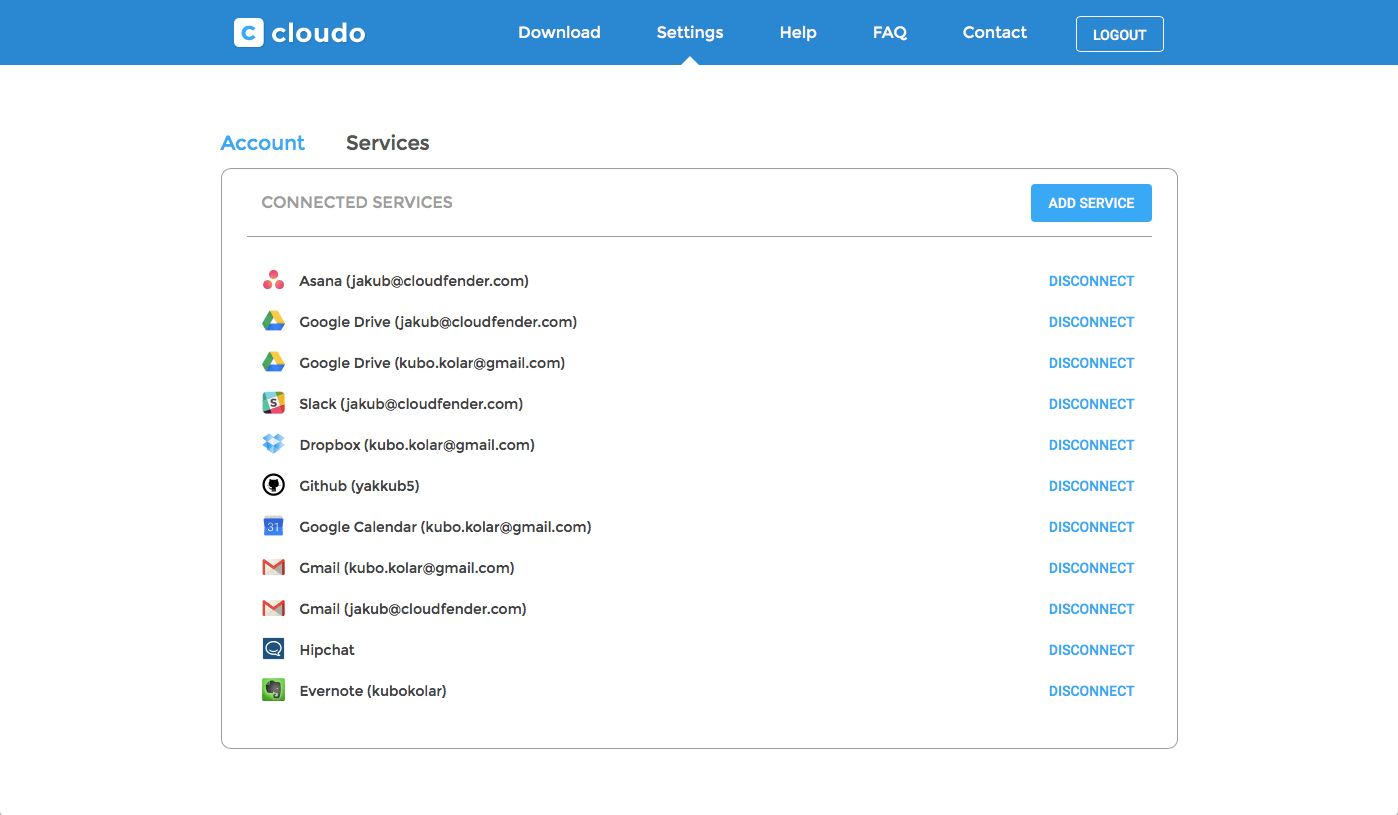 c cloudo Download Settings Help FAQ Contact LOGOUT
Account Services
CONNECTED SERVICES ADD SERVICE
Asana (jakub@cloudfender.com) DISCONNECT
Google Drive (jakub@cloudfender.com) DISCONNECT
Google Drive (kubo.kolar@gmail.com) DISCONNECT
S Slack (jakub@cloudfender.com) DISCONNECT
Dropbox (kubo.kolar@gmail.com) DISCONNECT
Github (yakkub5) DISCONNECT
31 Google Calendar (kubo.kolar@gmail.com) DISCONNECT
Gmail (kubo.kolar@gmail.com) DISCONNECT
Gmail (jakub@cloudfender.com) DISCONNECT
Hipchat DISCONNECT
Evernote (kubokolar) DISCONNECT